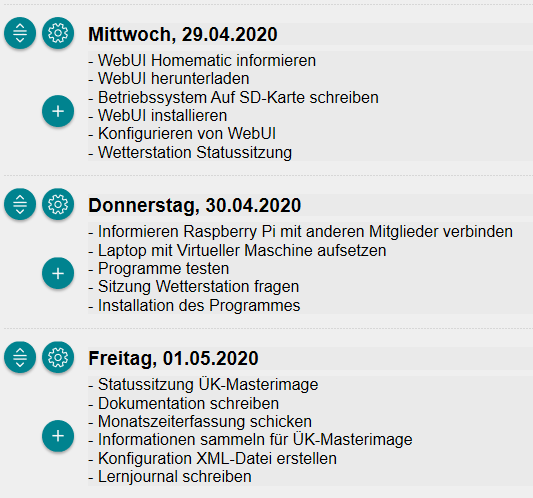 Mittwoch, 29.04.2020
- WebUI Homematic informieren
- WebUI herunterladen
- Betriebssystem Auf SD-Karte schreiben
- WebUI installieren
- Konfigurieren von WebUI
- Wetterstation Statussitzung
Donnerstag, 30.04.2020
- Informieren Raspberry Pi mit anderen Mitglieder verbinden
- Laptop mit Virtueller Maschine aufsetzen
- Programme testen
- Sitzung Wetterstation fragen
- Installation des Programmes
Freitag, 01.05.2020
- Statussitzung ÜK-Masterimage
- Dokumentation schreiben
- Monatszeiterfassung schicken
- Informationen sammeln für ÜK-Masterimage
- Konfiguration XML-Datei erstellen
- Lernjournal schreiben